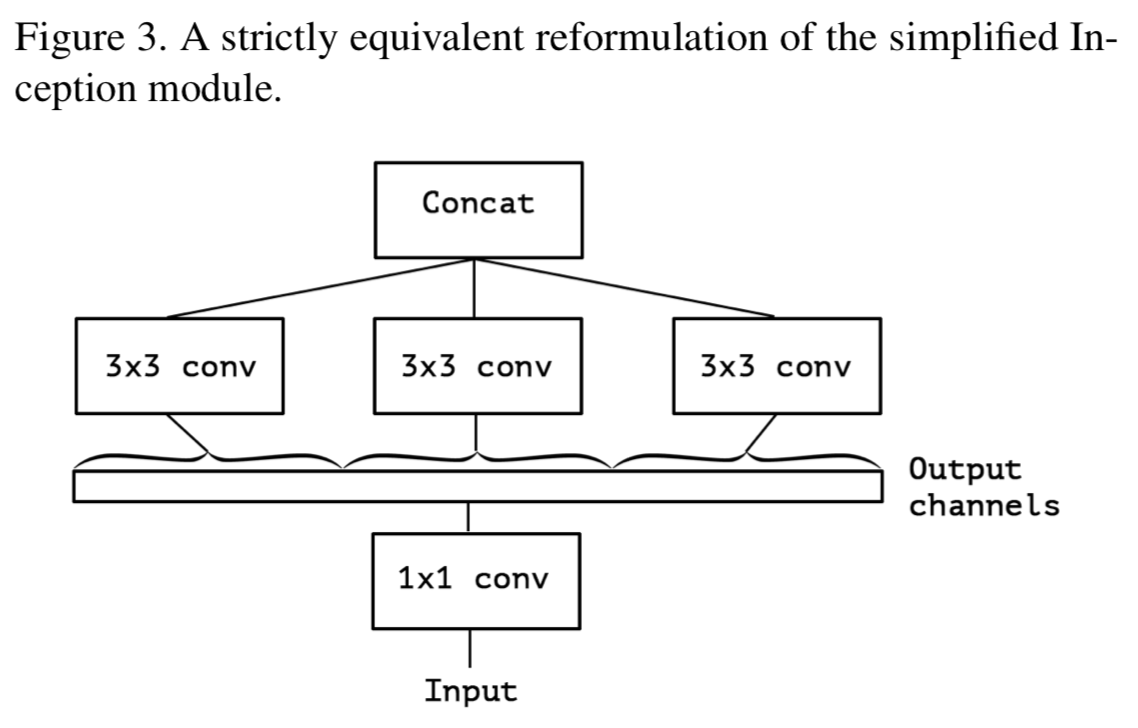 Figure 3. A strictly equivalent reformulation of the simplified In-
ception module.
Concat
3x3 conv
3x3 conv
3x3 conv
Output
channels
1x1 conv
Input